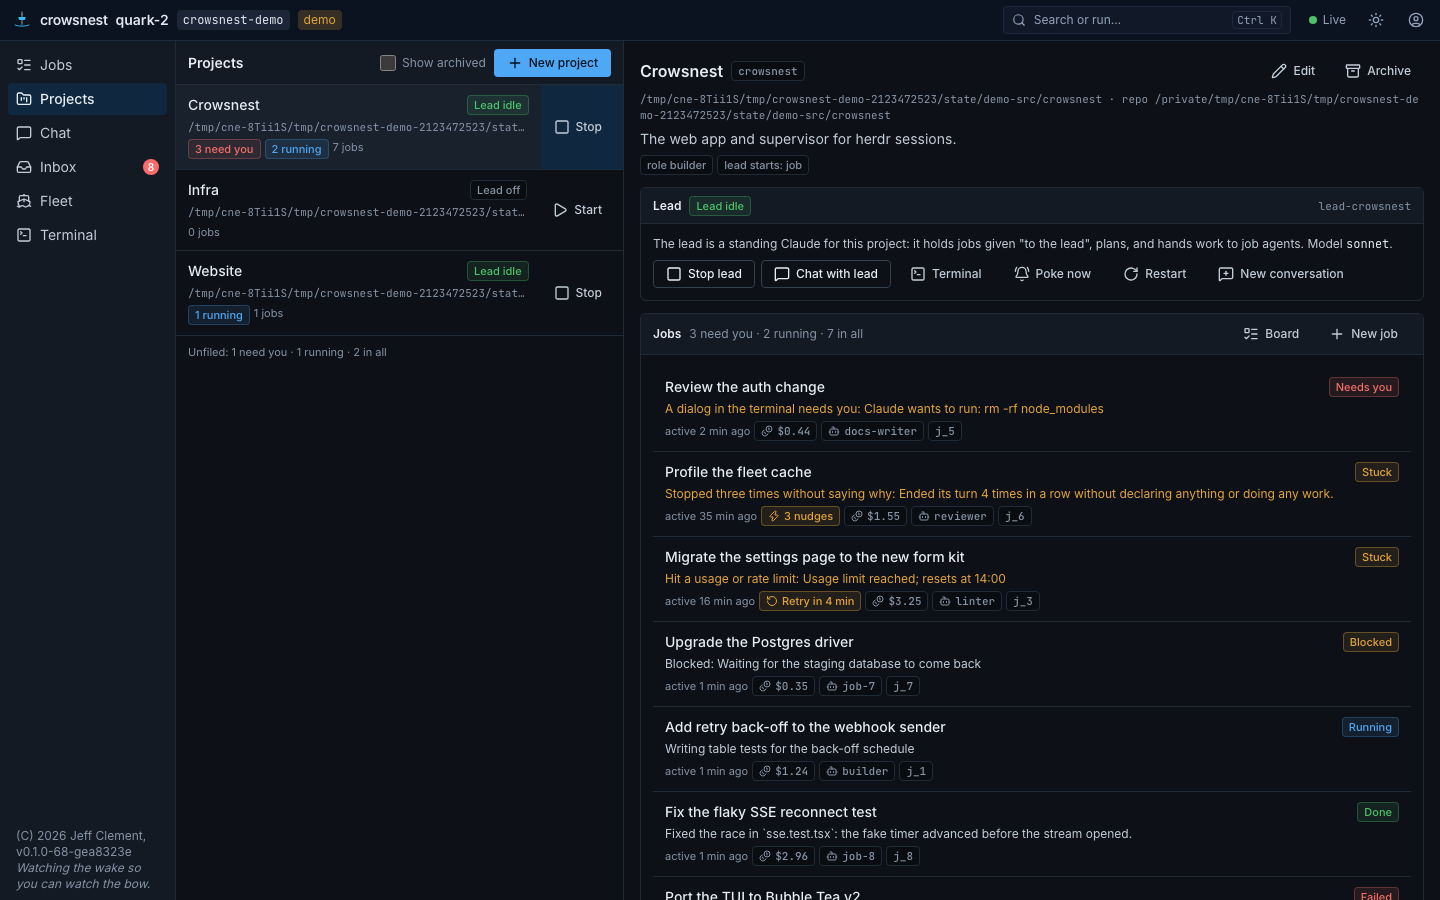 crowsnest quark-2 crowsnest-demo demo
Search or run... Ctrl K
Live
Jobs
Projects
Chat
Inbox 8
Fleet
Terminal
(C) 2026 Jeff Clement,
v0.1.0-68-gea8323e
Watching the wake so
you can watch the bow.
Projects Show archived New project
Crowsnest Lead idle
/tmp/cne-8Tii1S/tmp/crowsnest-demo-2123472523/stat…
3 need you 2 running 7 jobs
Stop
Infra Lead off
/tmp/cne-8Tii1S/tmp/crowsnest-demo-2123472523/stat…
0 jobs
Start
Website Lead idle
/tmp/cne-8Tii1S/tmp/crowsnest-demo-2123472523/stat…
1 running 1 jobs
Stop
Unfiled: 1 need you · 1 running · 2 in all
Crowsnest crowsnest Edit Archive
/tmp/cne-8Tii1S/tmp/crowsnest-demo-2123472523/state/demo-src/crowsnest · repo /private/tmp/cne-8Tii1S/tmp/crowsnest-de
mo-2123472523/state/demo-src/crowsnest
The web app and supervisor for herdr sessions.
role builder lead starts: job
Lead Lead idle lead-crowsnest
The lead is a standing Claude for this project: it holds jobs given "to the lead", plans, and hands work to job agents. Model sonnet.
Stop lead Chat with lead Terminal Poke now Restart New conversation
Jobs 3 need you · 2 running · 7 in all Board New job
Review the auth change Needs you
A dialog in the terminal needs you: Claude wants to run: rm -rf node_modules
active 2 min ago $0.44 docs-writer j_5
Profile the fleet cache Stuck
Stopped three times without saying why: Ended its turn 4 times in a row without declaring anything or doing any work.
active 35 min ago 3 nudges $1.55 reviewer j_6
Migrate the settings page to the new form kit Stuck
Hit a usage or rate limit: Usage limit reached; resets at 14:00
active 16 min ago Retry in 4 min $3.25 linter j_3
Upgrade the Postgres driver Blocked
Blocked: Waiting for the staging database to come back
active 1 min ago $0.35 job-7 j_7
Add retry back-off to the webhook sender Running
Writing table tests for the back-off schedule
active 1 min ago $1.24 builder j_1
Fix the flaky SSE reconnect test Done
Fixed the race in `sse.test.tsx`: the fake timer advanced before the stream opened.
active 1 min ago $2.96 job-8 j_8
Port the TUI to Bubble Tea v2 Failed